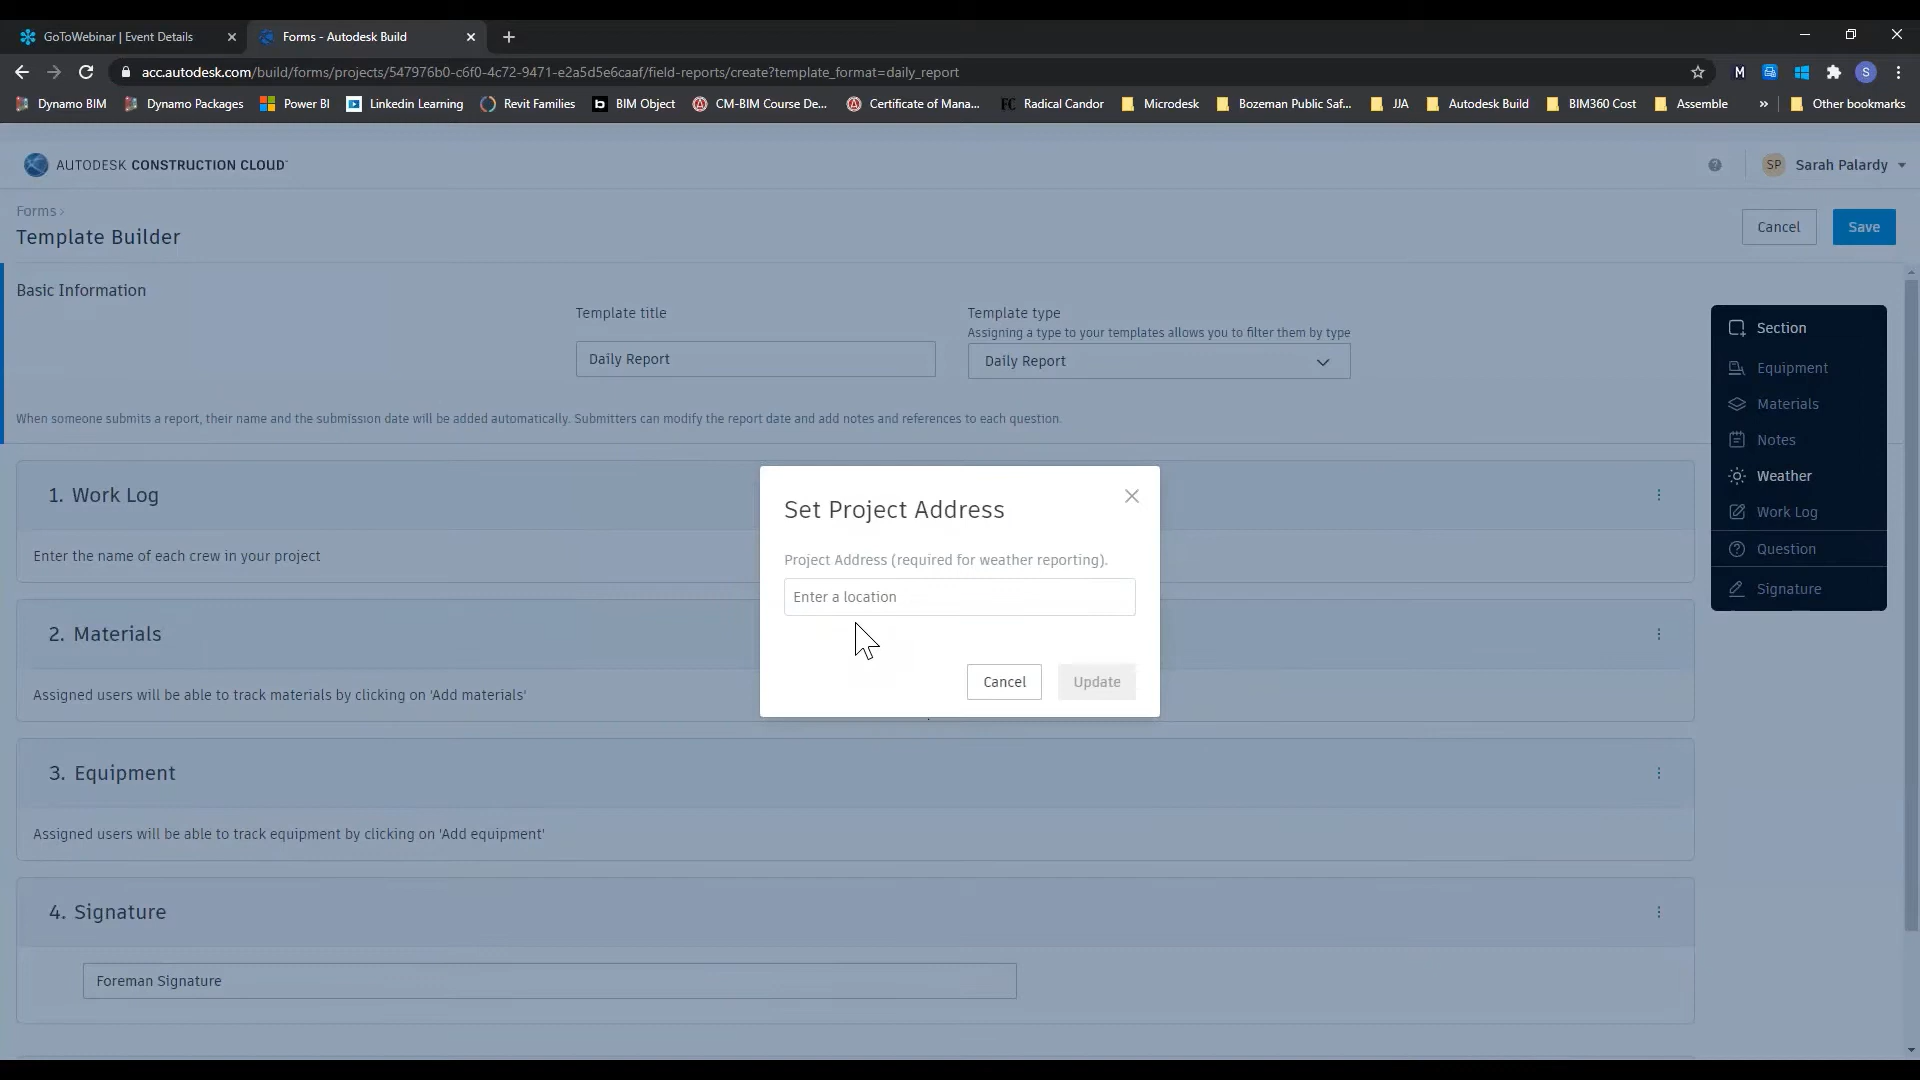 GoToWebinar | Event Details
Forms - Autodesk Build
acc.autodesk.com/build/forms/projects/547976b0-c6f0-4c72-9471-e2a5d5e6caaf/field-reports/create?template_format=daily_report
M
S
Dynamo BIM
Dynamo Packages
Power BI
Linkedin Learning
Revit Families
b BIM Object
CM-BIM Course De...
Certificate of Mana...
FC Radical Candor
Microdesk
Bozeman Public Saf...
JJA
Autodesk Build
BIM360 Cost
Assemble
»
Other bookmarks
AUTODESK CONSTRUCTION CLOUD
SP Sarah Palardy
Forms ›
Template Builder
Cancel
Save
Basic Information
Template title
Daily Report
Template type
Assigning a type to your templates allows you to filter them by type
Daily Report
When someone submits a report, their name and the submission date will be added automatically. Submitters can modify the report date and add notes and references to each question.
Section
Equipment
Materials
Notes
Weather
Work Log
Question
Signature
1. Work Log
Enter the name of each crew in your project
2. Materials
Assigned users will be able to track materials by clicking on 'Add materials'
3. Equipment
Assigned users will be able to track equipment by clicking on 'Add equipment'
4. Signature
Foreman Signature
Set Project Address
Project Address (required for weather reporting).
Enter a location
Cancel
Update